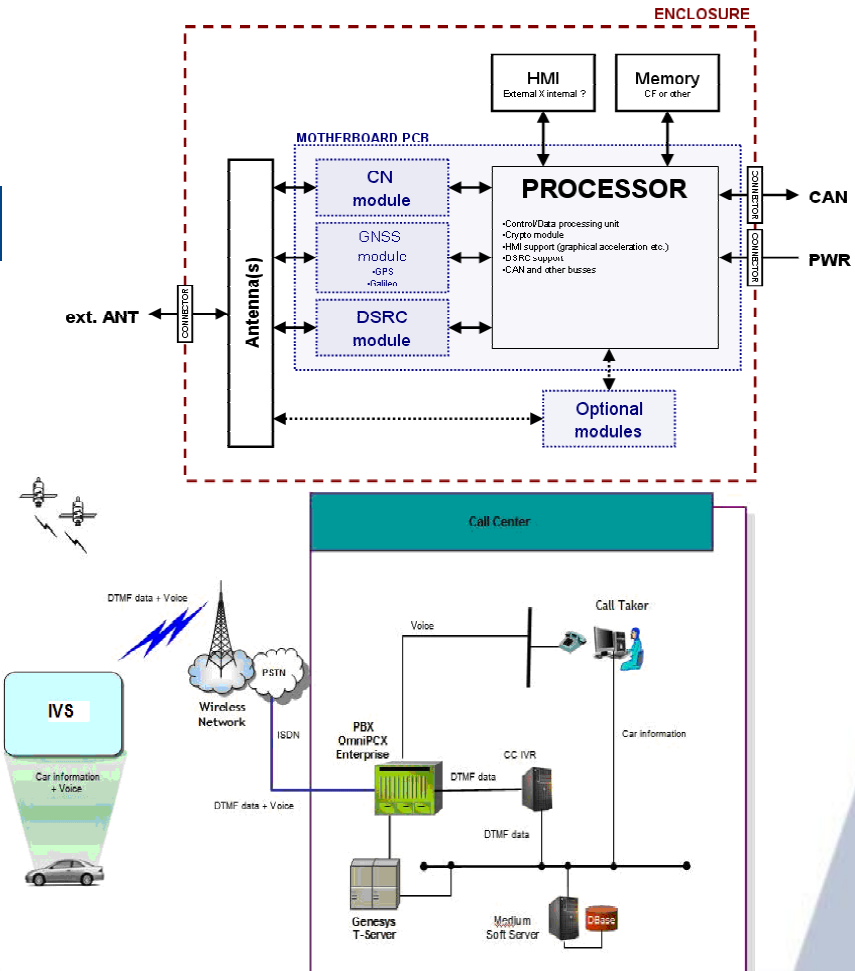 ENCLOSURE
HMI
External X internal ?
Memory
CF or other
MOTHERBOARD PCB
CN
module
GNSS
module
•GPS
•Galileo
DSRC
module
Antenna(s)
PROCESSOR
•Control/Data processing unit
•Crypto module
•HMI support (graphical acceleration etc.)
•DSRC support
•CAN and other busses
CONNECTOR
CAN
CONNECTOR
PWR
ext. ANT
CONNECTOR
Optional
modules
Call Center
DTMF data + Voice
Wireless
Network
PSTN
ISDN
IVS
Car information
+ Voice
DTMF data + Voice
Voice
Call Taker
PBX
OmniPCX
Enterprise
CC IVR
DTMF data
Car information
DTMF data
Genesys
T-Server
Medium
Soft Server
DBase